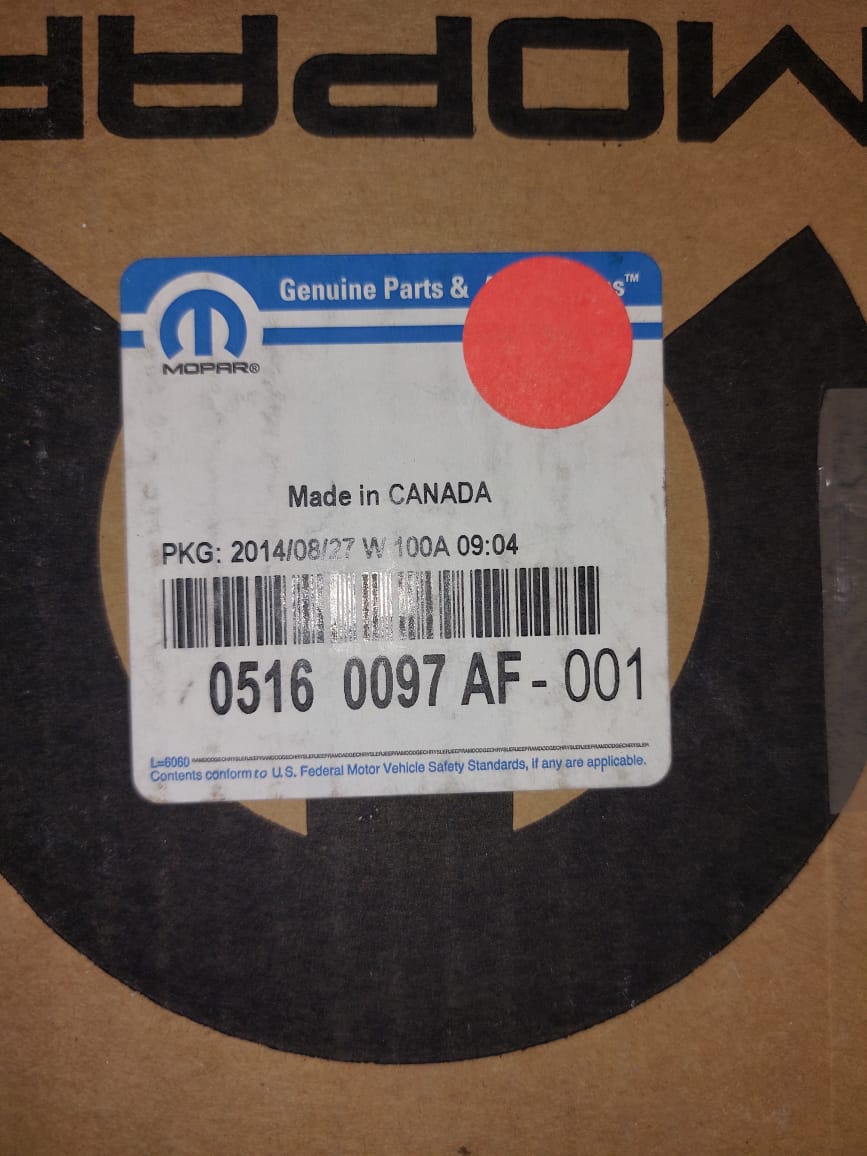 MOPAR
Genuine Parts & s™
MOPAR®
Made in CANADA
PKG: 2014/08/27 W 100A 09:04
0516 0097 AF- 001
L=6060
Contents conform to U.S. Federal Motor Vehicle Safety Standards, if any are applicable.